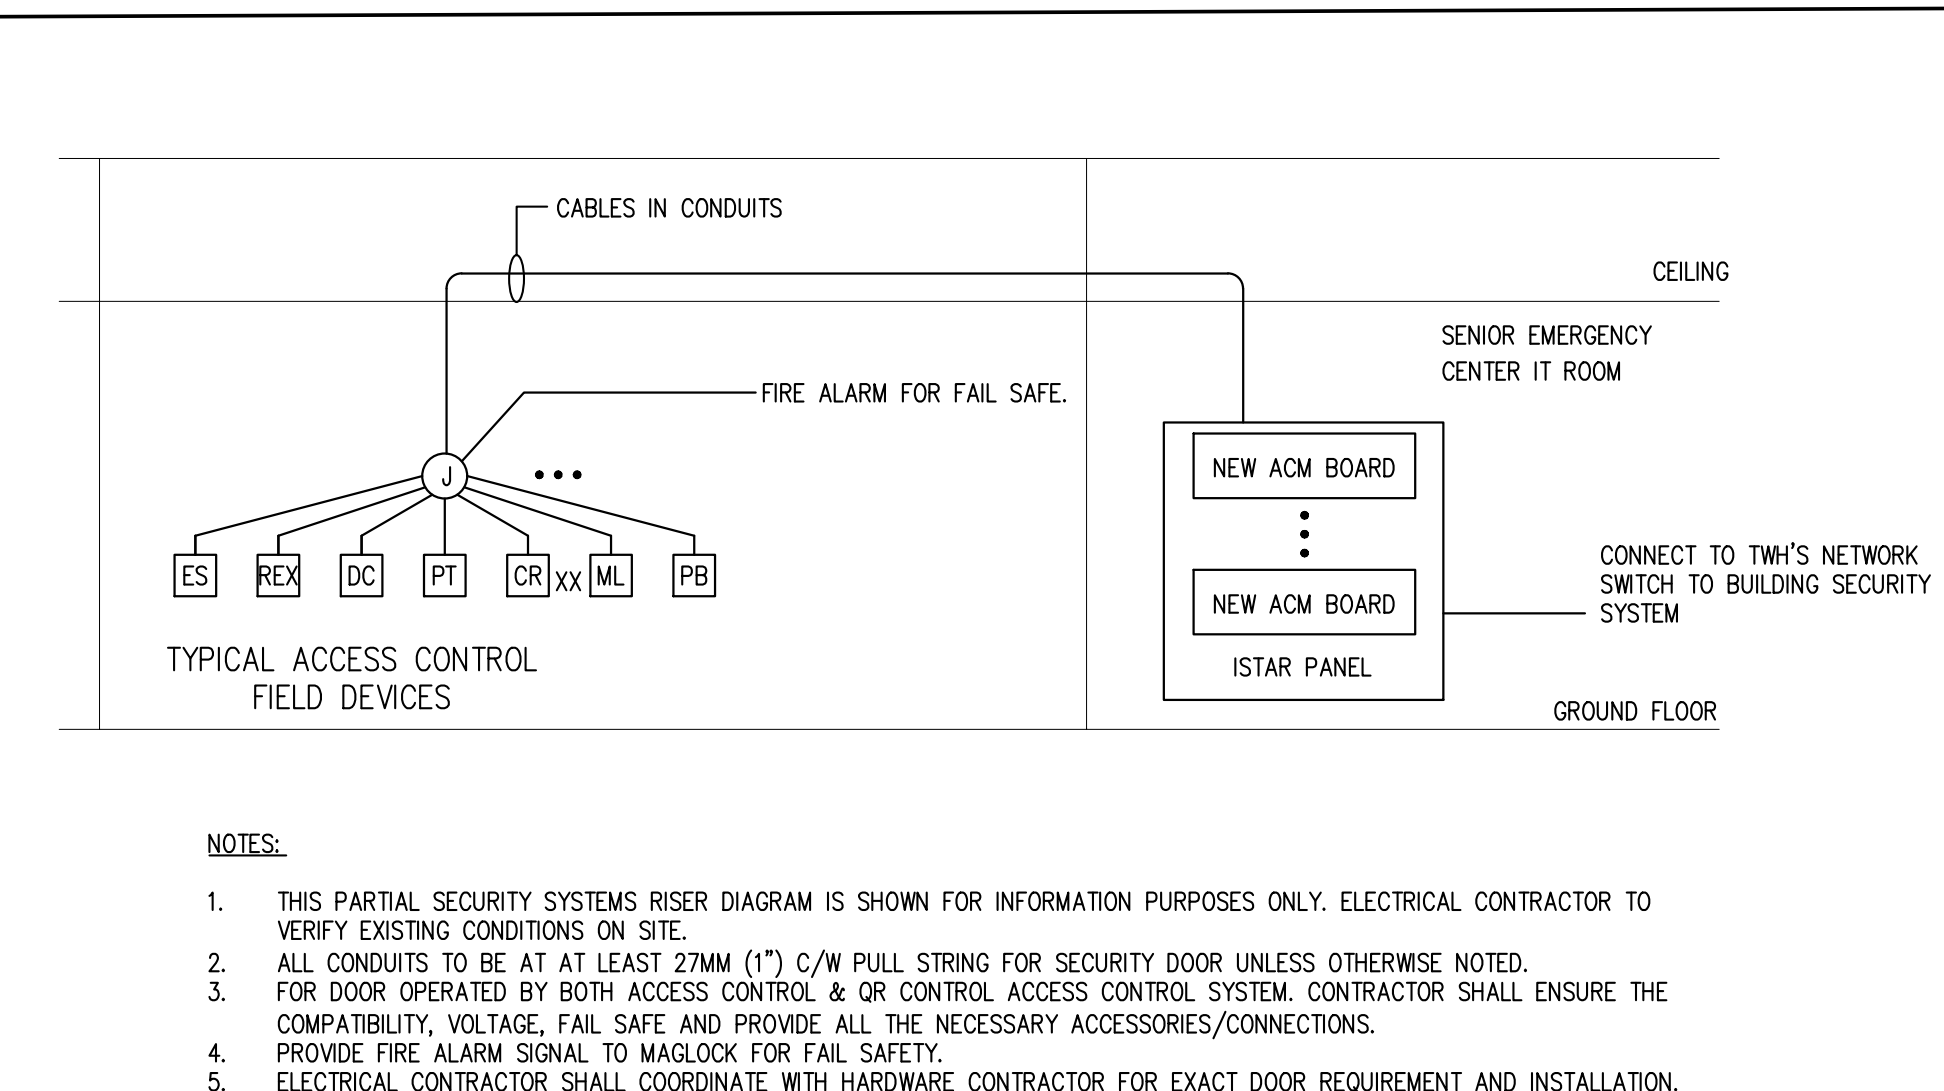 CABLES IN CONDUITS
CEILING
SENIOR EMERGENCY
CENTER IT ROOM
FIRE ALARM FOR FAIL SAFE.
J
NEW ACM BOARD
NEW ACM BOARD
ISTAR PANEL
CONNECT TO TWH'S NETWORK
SWITCH TO BUILDING SECURITY
SYSTEM
ES REX DC PT CR XX ML PB
TYPICAL ACCESS CONTROL
FIELD DEVICES
GROUND FLOOR
NOTES:
1. THIS PARTIAL SECURITY SYSTEMS RISER DIAGRAM IS SHOWN FOR INFORMATION PURPOSES ONLY. ELECTRICAL CONTRACTOR TO
VERIFY EXISTING CONDITIONS ON SITE.
2. ALL CONDUITS TO BE AT AT LEAST 27MM (1") C/W PULL STRING FOR SECURITY DOOR UNLESS OTHERWISE NOTED.
3. FOR DOOR OPERATED BY BOTH ACCESS CONTROL & QR CONTROL ACCESS CONTROL SYSTEM. CONTRACTOR SHALL ENSURE THE
COMPATIBILITY, VOLTAGE, FAIL SAFE AND PROVIDE ALL THE NECESSARY ACCESSORIES/CONNECTIONS.
4. PROVIDE FIRE ALARM SIGNAL TO MAGLOCK FOR FAIL SAFETY.
5. ELECTRICAL CONTRACTOR SHALL COORDINATE WITH HARDWARE CONTRACTOR FOR EXACT DOOR REQUIREMENT AND INSTALLATION.